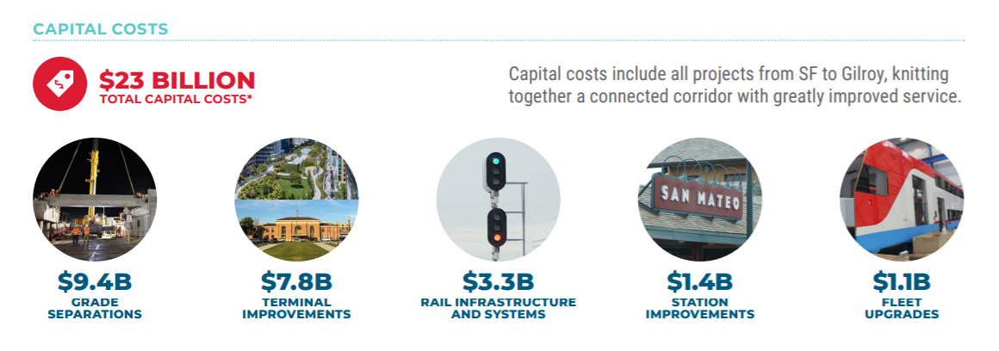 CAPITAL COSTS
$23 BILLION
TOTAL CAPITAL COSTS*
Capital costs include all projects from SF to Gilroy, knitting
together a connected corridor with greatly improved service.
SAN MATEO
$9.4B
GRADE
SEPARATIONS
$7.8B
TERMINAL
IMPROVEMENTS
$3.3B
RAIL INFRASTRUCTURE
AND SYSTEMS
$1.4B
STATION
IMPROVEMENTS
$1.1B
FLEET
UPGRADES